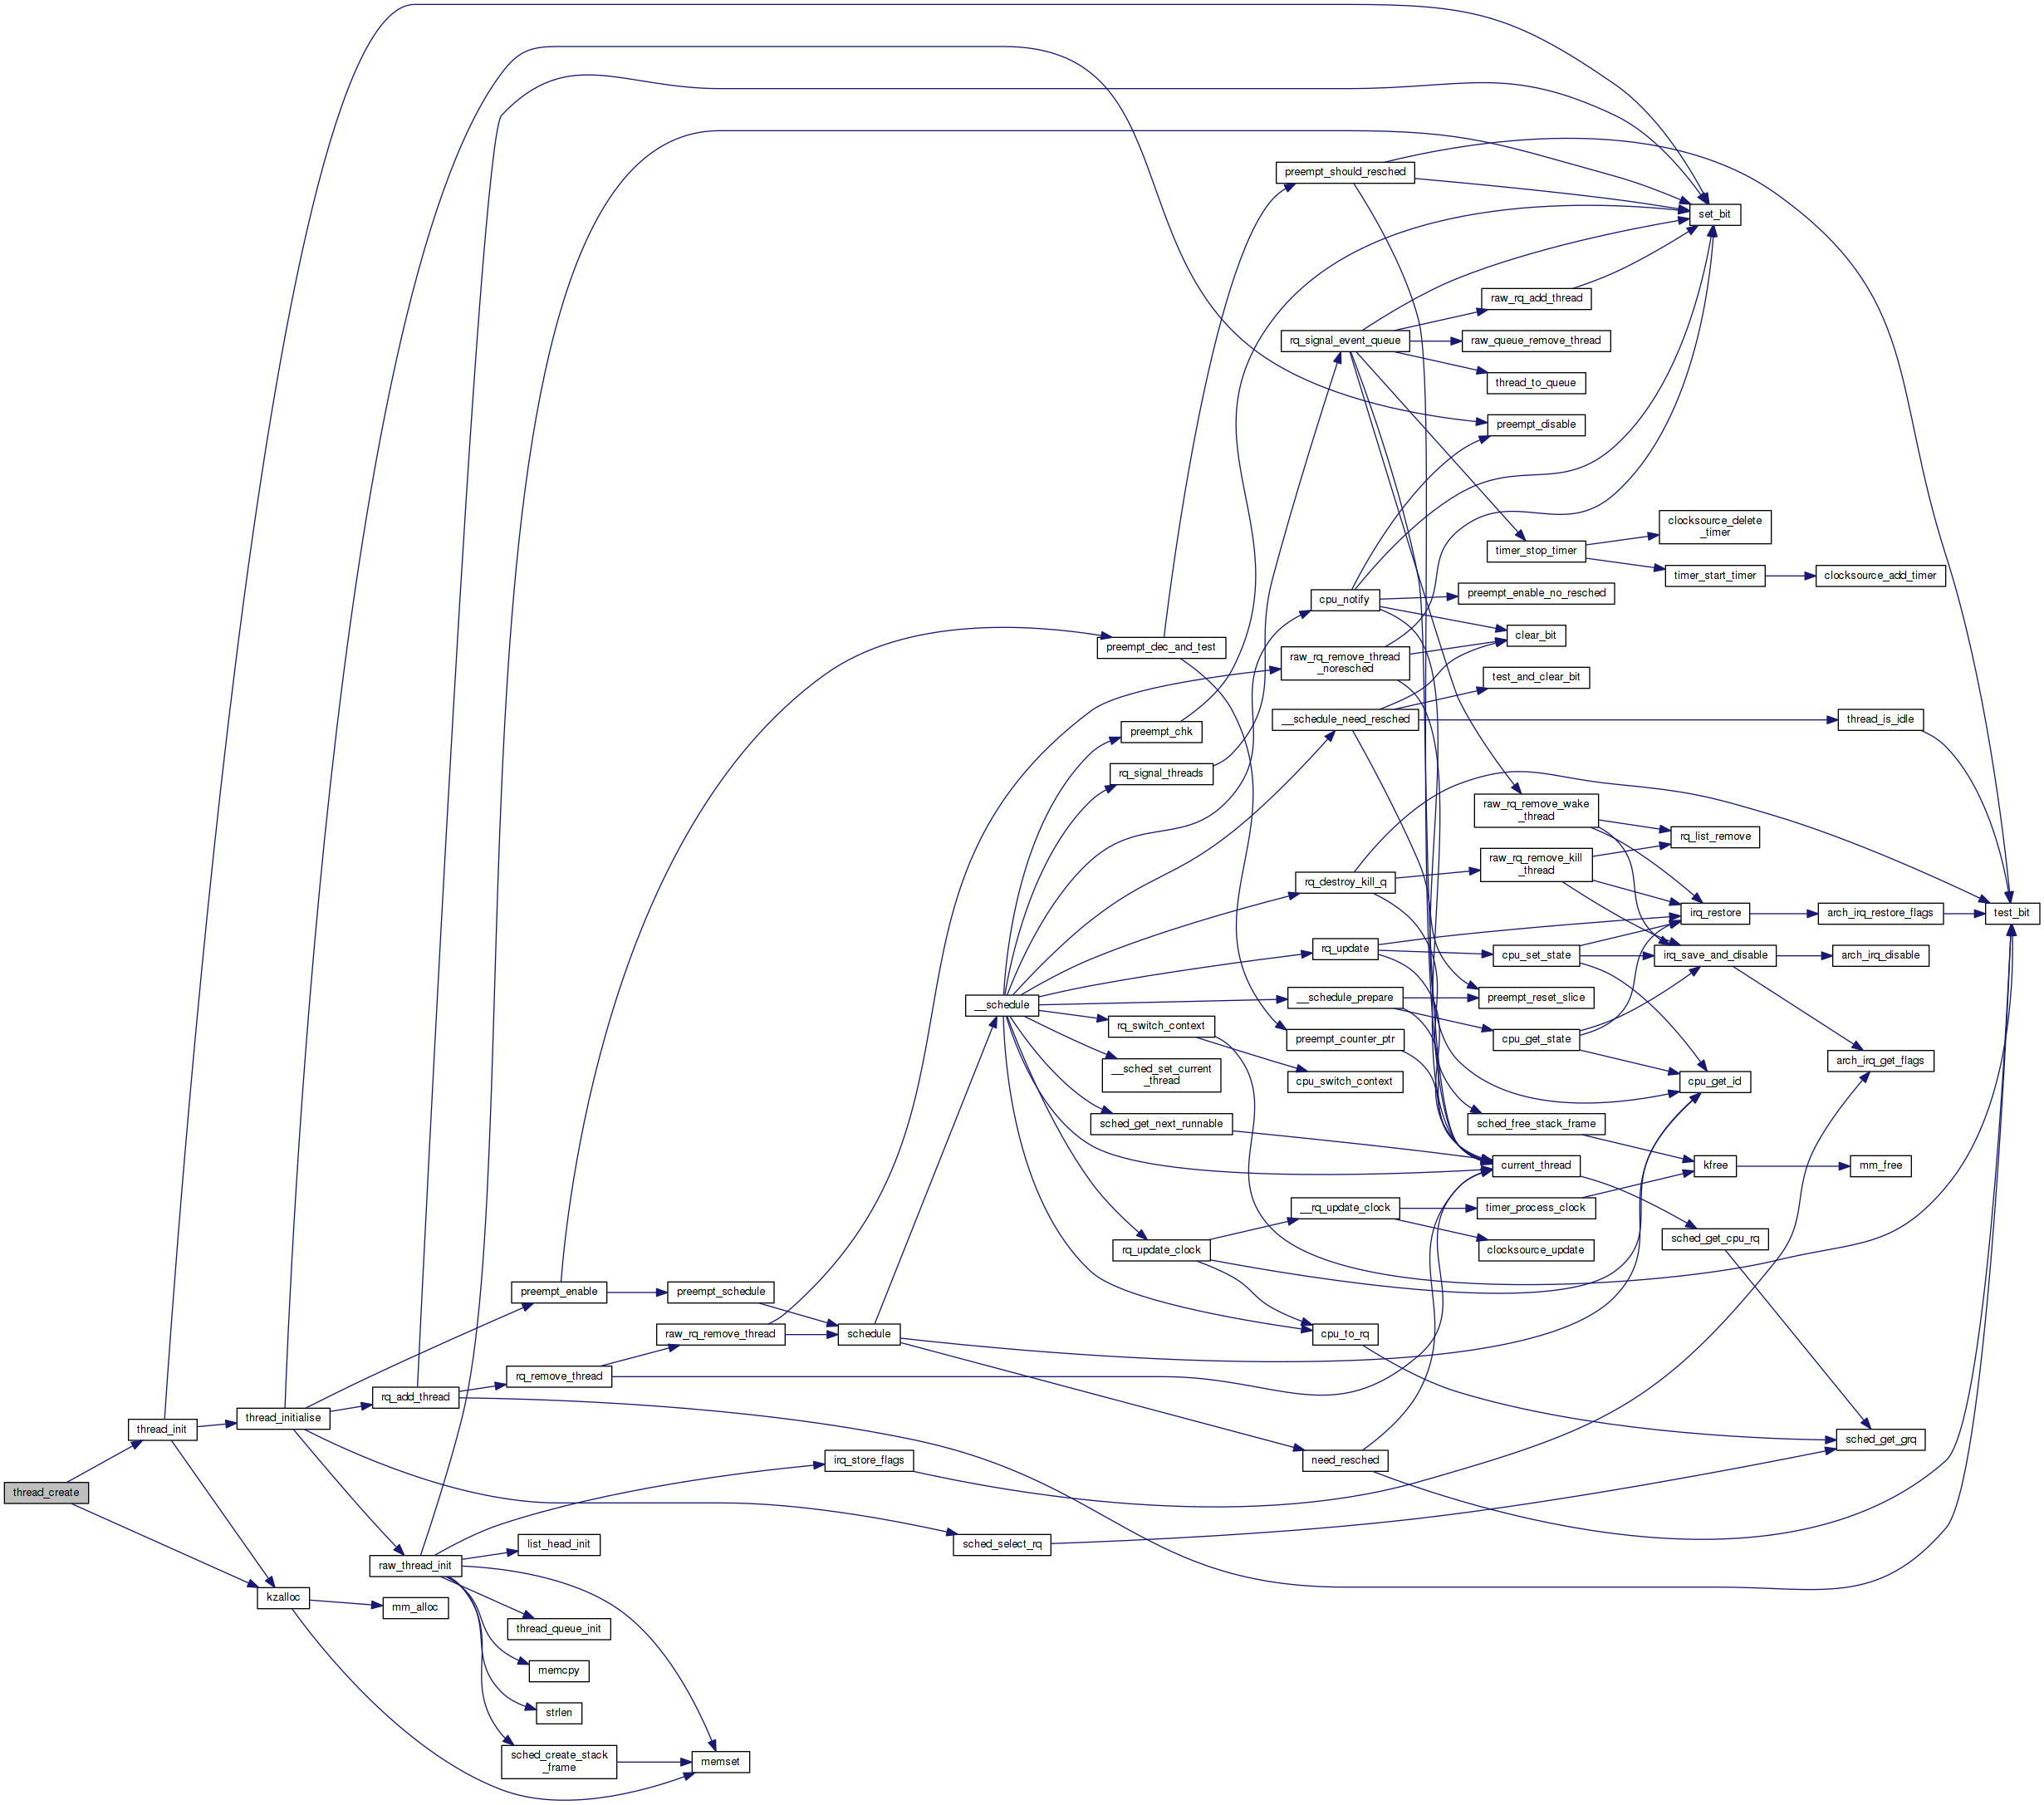 preempt_should_resched
set_bit
raw_rq_add_thread
rq_signal_event_queue
raw_queue_remove_thread
thread_to_queue
preempt_disable
clocksource_delete
_timer
timer_stop_timer
timer_start_timer
clocksource_add_timer
cpu_notify
preempt_enable_no_resched
clear_bit
preempt_dec_and_test
raw_rq_remove_thread
_noresched
test_and_clear_bit
__schedule_need_resched
thread_is_idle
preempt_chk
rq_signal_threads
raw_rq_remove_wake
_thread
rq_list_remove
raw_rq_remove_kill
_thread
rq_destroy_kill_q
irq_restore
arch_irq_restore_flags
test_bit
rq_update
cpu_set_state
irq_save_and_disable
arch_irq_disable
__schedule
__schedule_prepare
preempt_reset_slice
rq_switch_context
preempt_counter_ptr
cpu_get_state
arch_irq_get_flags
__sched_set_current
_thread
cpu_switch_context
cpu_get_id
sched_get_next_runnable
sched_free_stack_frame
current_thread
kfree
mm_free
__rq_update_clock
timer_process_clock
sched_get_cpu_rq
rq_update_clock
clocksource_update
preempt_enable
preempt_schedule
raw_rq_remove_thread
schedule
cpu_to_rq
rq_remove_thread
rq_add_thread
thread_initialise
thread_init
sched_get_grq
irq_store_flags
need_resched
thread_create
list_head_init
sched_select_rq
raw_thread_init
kzalloc
mm_alloc
thread_queue_init
memcpy
strlen
sched_create_stack
_frame
memset